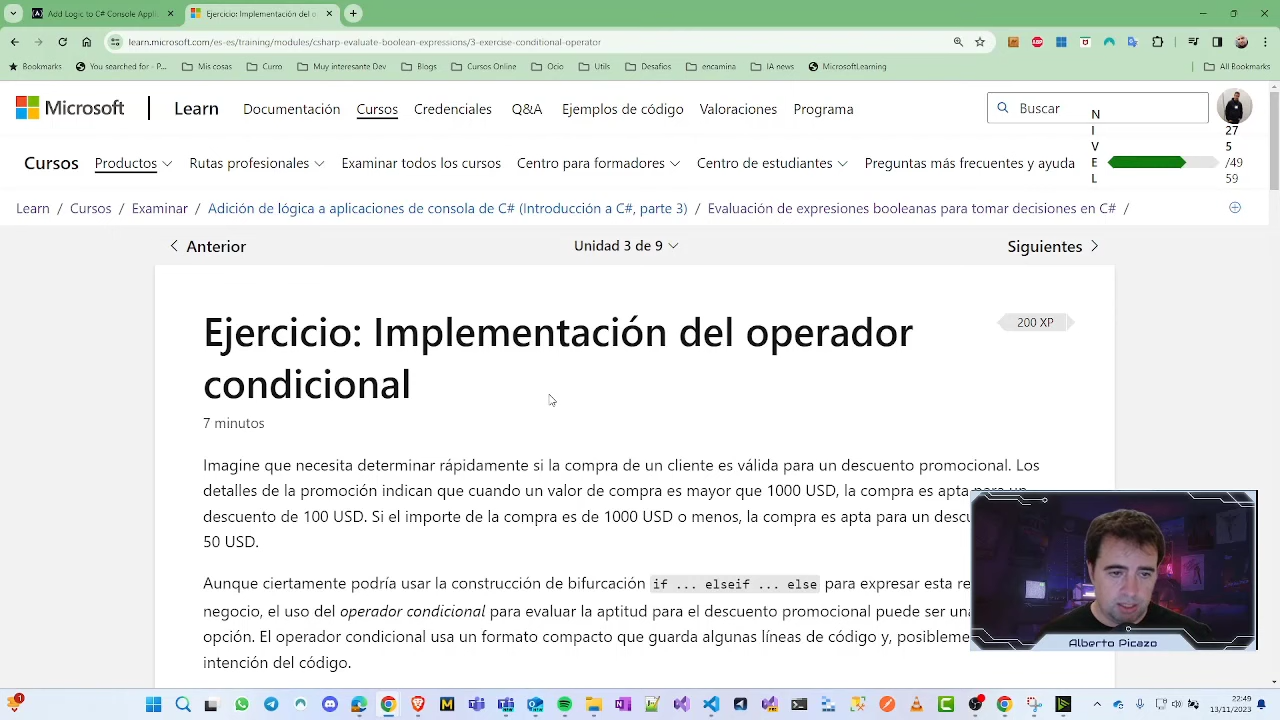 Add Logic to C# Console Appli
Ejercicio: Implementación del o
learn.microsoft.com/es-es/training/modules/csharp-evaluate-boolean-expressions/3-exercise-conditional-operator
Bookmarks
You searched for - P...
Mis cosas
Curro
Muy interesante Dev
Blogs
Cursos Online
Ocio
Utils
Desafios
encamina
IA news
MicrosoftLearning
All Bookmarks
Microsoft
Learn
Documentación
Cursos
Credenciales
Q&A
Ejemplos de código
Valoraciones
Programa
Buscar
Cursos
Productos
Rutas profesionales
Examinar todos los cursos
Centro para formadores
Centro de estudiantes
Preguntas más frecuentes y ayuda
N
I
V
E
L
27
5
/49
59
Learn / Cursos / Examinar / Adición de lógica a aplicaciones de consola de C# (Introducción a C#, parte 3) / Evaluación de expresiones booleanas para tomar decisiones en C# /
Anterior
Unidad 3 de 9
Siguientes
Ejercicio: Implementación del operador
condicional
200 XP
7 minutos
Imagine que necesita determinar rápidamente si la compra de un cliente es válida para un descuento promocional. Los
detalles de la promoción indican que cuando un valor de compra es mayor que 1000 USD, la compra es apta para un
descuento de 100 USD. Si el importe de la compra es de 1000 USD o menos, la compra es apta para un descu
50 USD.
Aunque ciertamente podría usar la construcción de bifurcación if ... elseif ... else para expresar esta re
negocio, el uso del operador condicional para evaluar la aptitud para el descuento promocional puede ser una
opción. El operador condicional usa un formato compacto que guarda algunas líneas de código y, posibleme
intención del código.
Alberto Picazo
1
22:49
13/11/2023